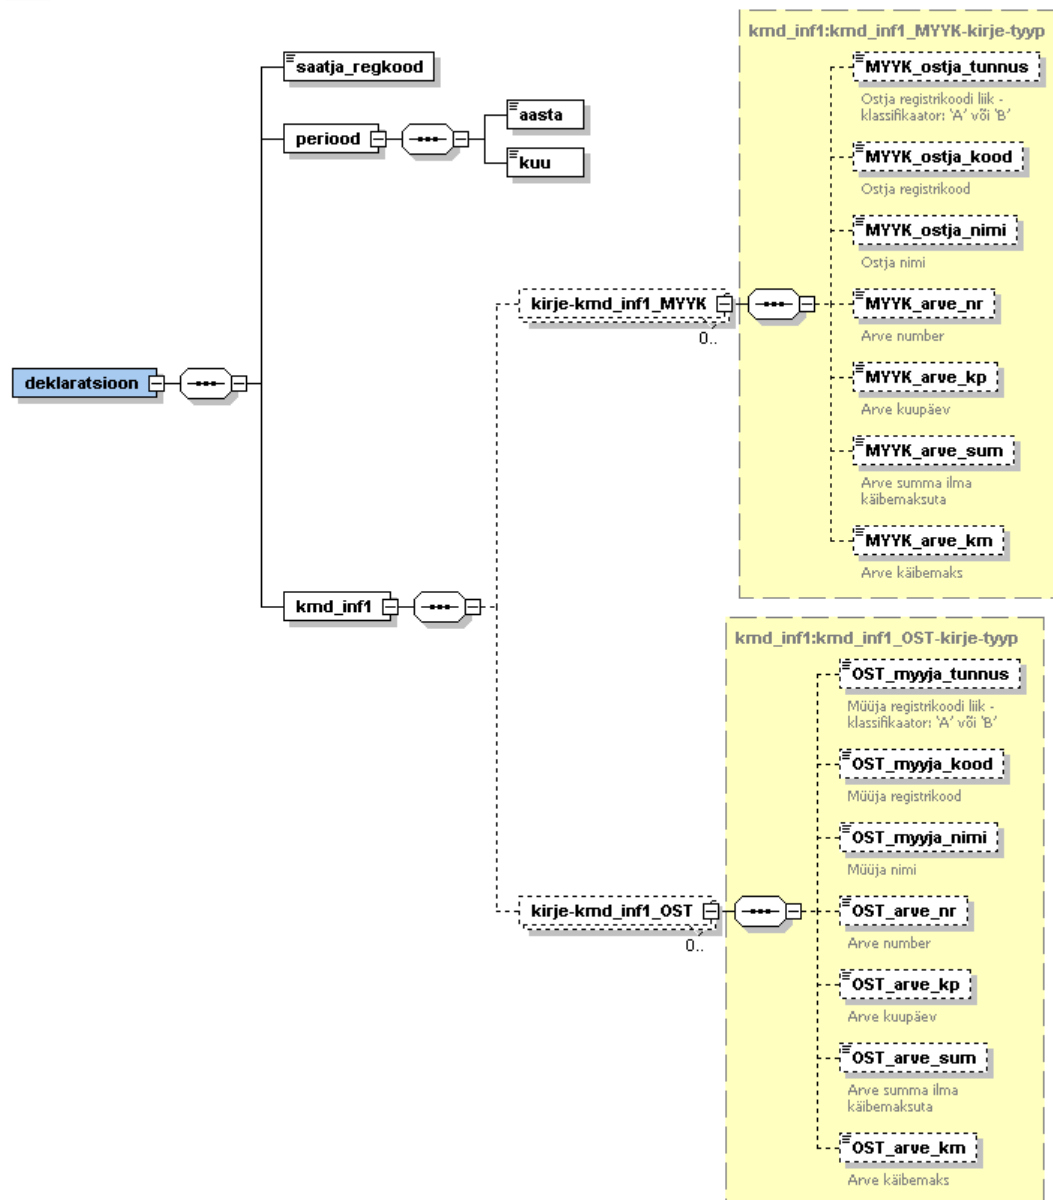 kmd_inf1:kmd_inf1_MYYK-kirje-tyyp
saatja_regkood
periood
aasta
kuu
MYYK_ostja_tunnus
Ostja registrikoodi liik -
klassifikaator: 'A' või 'B'
MYYK_ostja_kood
Ostja registrikood
MYYK_ostja_nimi
Ostja nimi
kirje-kmd_inf1_MYYK
0..
MYYK_arve_nr
Arve number
MYYK_arve_kp
Arve kuupäev
deklaratsioon
MYYK_arve_sum
Arve summa ilma
käibemaksuta
MYYK_arve_km
Arve käibemaks
kmd_inf1
kmd_inf1:kmd_inf1_OST-kirje-tyyp
OST_myyja_tunnus
Müüja registrikoodi liik -
klassifikaator: 'A' või 'B'
OST_myyja_kood
Müüja registrikood
OST_myyja_nimi
Müüja nimi
kirje-kmd_inf1_OST
0..
OST_arve_nr
Arve number
OST_arve_kp
Arve kuupäev
OST_arve_sum
Arve summa ilma
käibemaksuta
OST_arve_km
Arve käibemaks